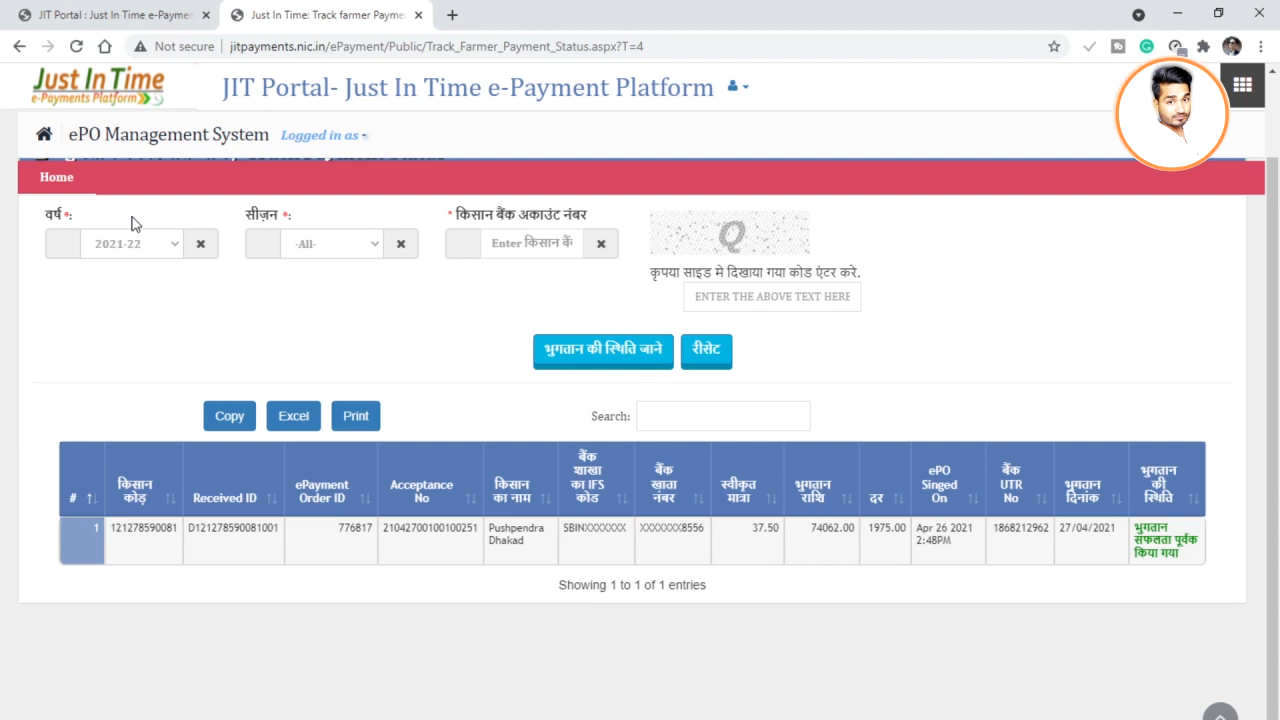 JIT Portal : Just In Time e-Payment
Just In Time: Track farmer Payme
Not secure | jitpayments.nic.in/ePayment/Public/Track_Farmer_Payment_Status.aspx?T=4
Just In Time
e-Payments Platform
JIT Portal- Just In Time e-Payment Platform
ePO Management System Logged in as -
Home
वर्ष *:
सीज़न *:
* किसान बैंक अकाउंट नंबर
2021-22
-All-
Enter किसान बैं
Q
कृपया साइड मे दिखाया गया कोड एंटर करे.
ENTER THE ABOVE TEXT HERE
भुगतान की स्थिति जाने
रीसेट
Copy
Excel
Print
Search:
#
किसान
कोड़
Received ID
ePayment
Order ID
Acceptance
No
किसान
का नाम
बैंक
शाखा
का IFS
कोड
बैंक
खाता
नंबर
स्वीकृत
मात्रा
भुगतान
राशि
दर
ePO
Singed
On
बैंक
UTR
No
भुगतान
दिनांक
भुगतान
की
स्थिति
1
121278590081
D121278590081001
776817
21042700100100251
Pushpendra
Dhakad
SBINXXXXXXX
XXXXXXX8556
37.50
74062.00
1975.00
Apr 26 2021
2:48PM
1868212962
27/04/2021
भुगतान
सफलता पूर्वक
किया गया
Showing 1 to 1 of 1 entries